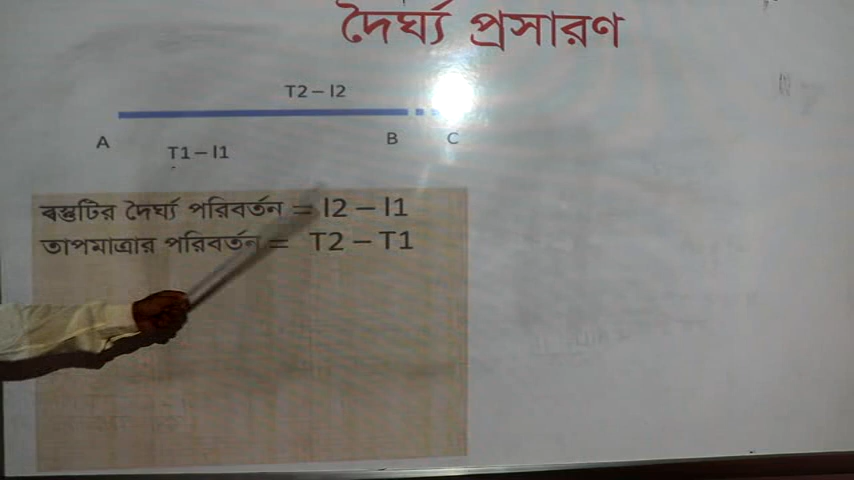 দৈর্ঘ্য প্রসারণ
T2 – l2
A B C
T1 – l1
বস্তুটির দৈর্ঘ্য পরিবর্তন = l2 – l1
তাপমাত্রার পরিবর্তন = T2 – T1